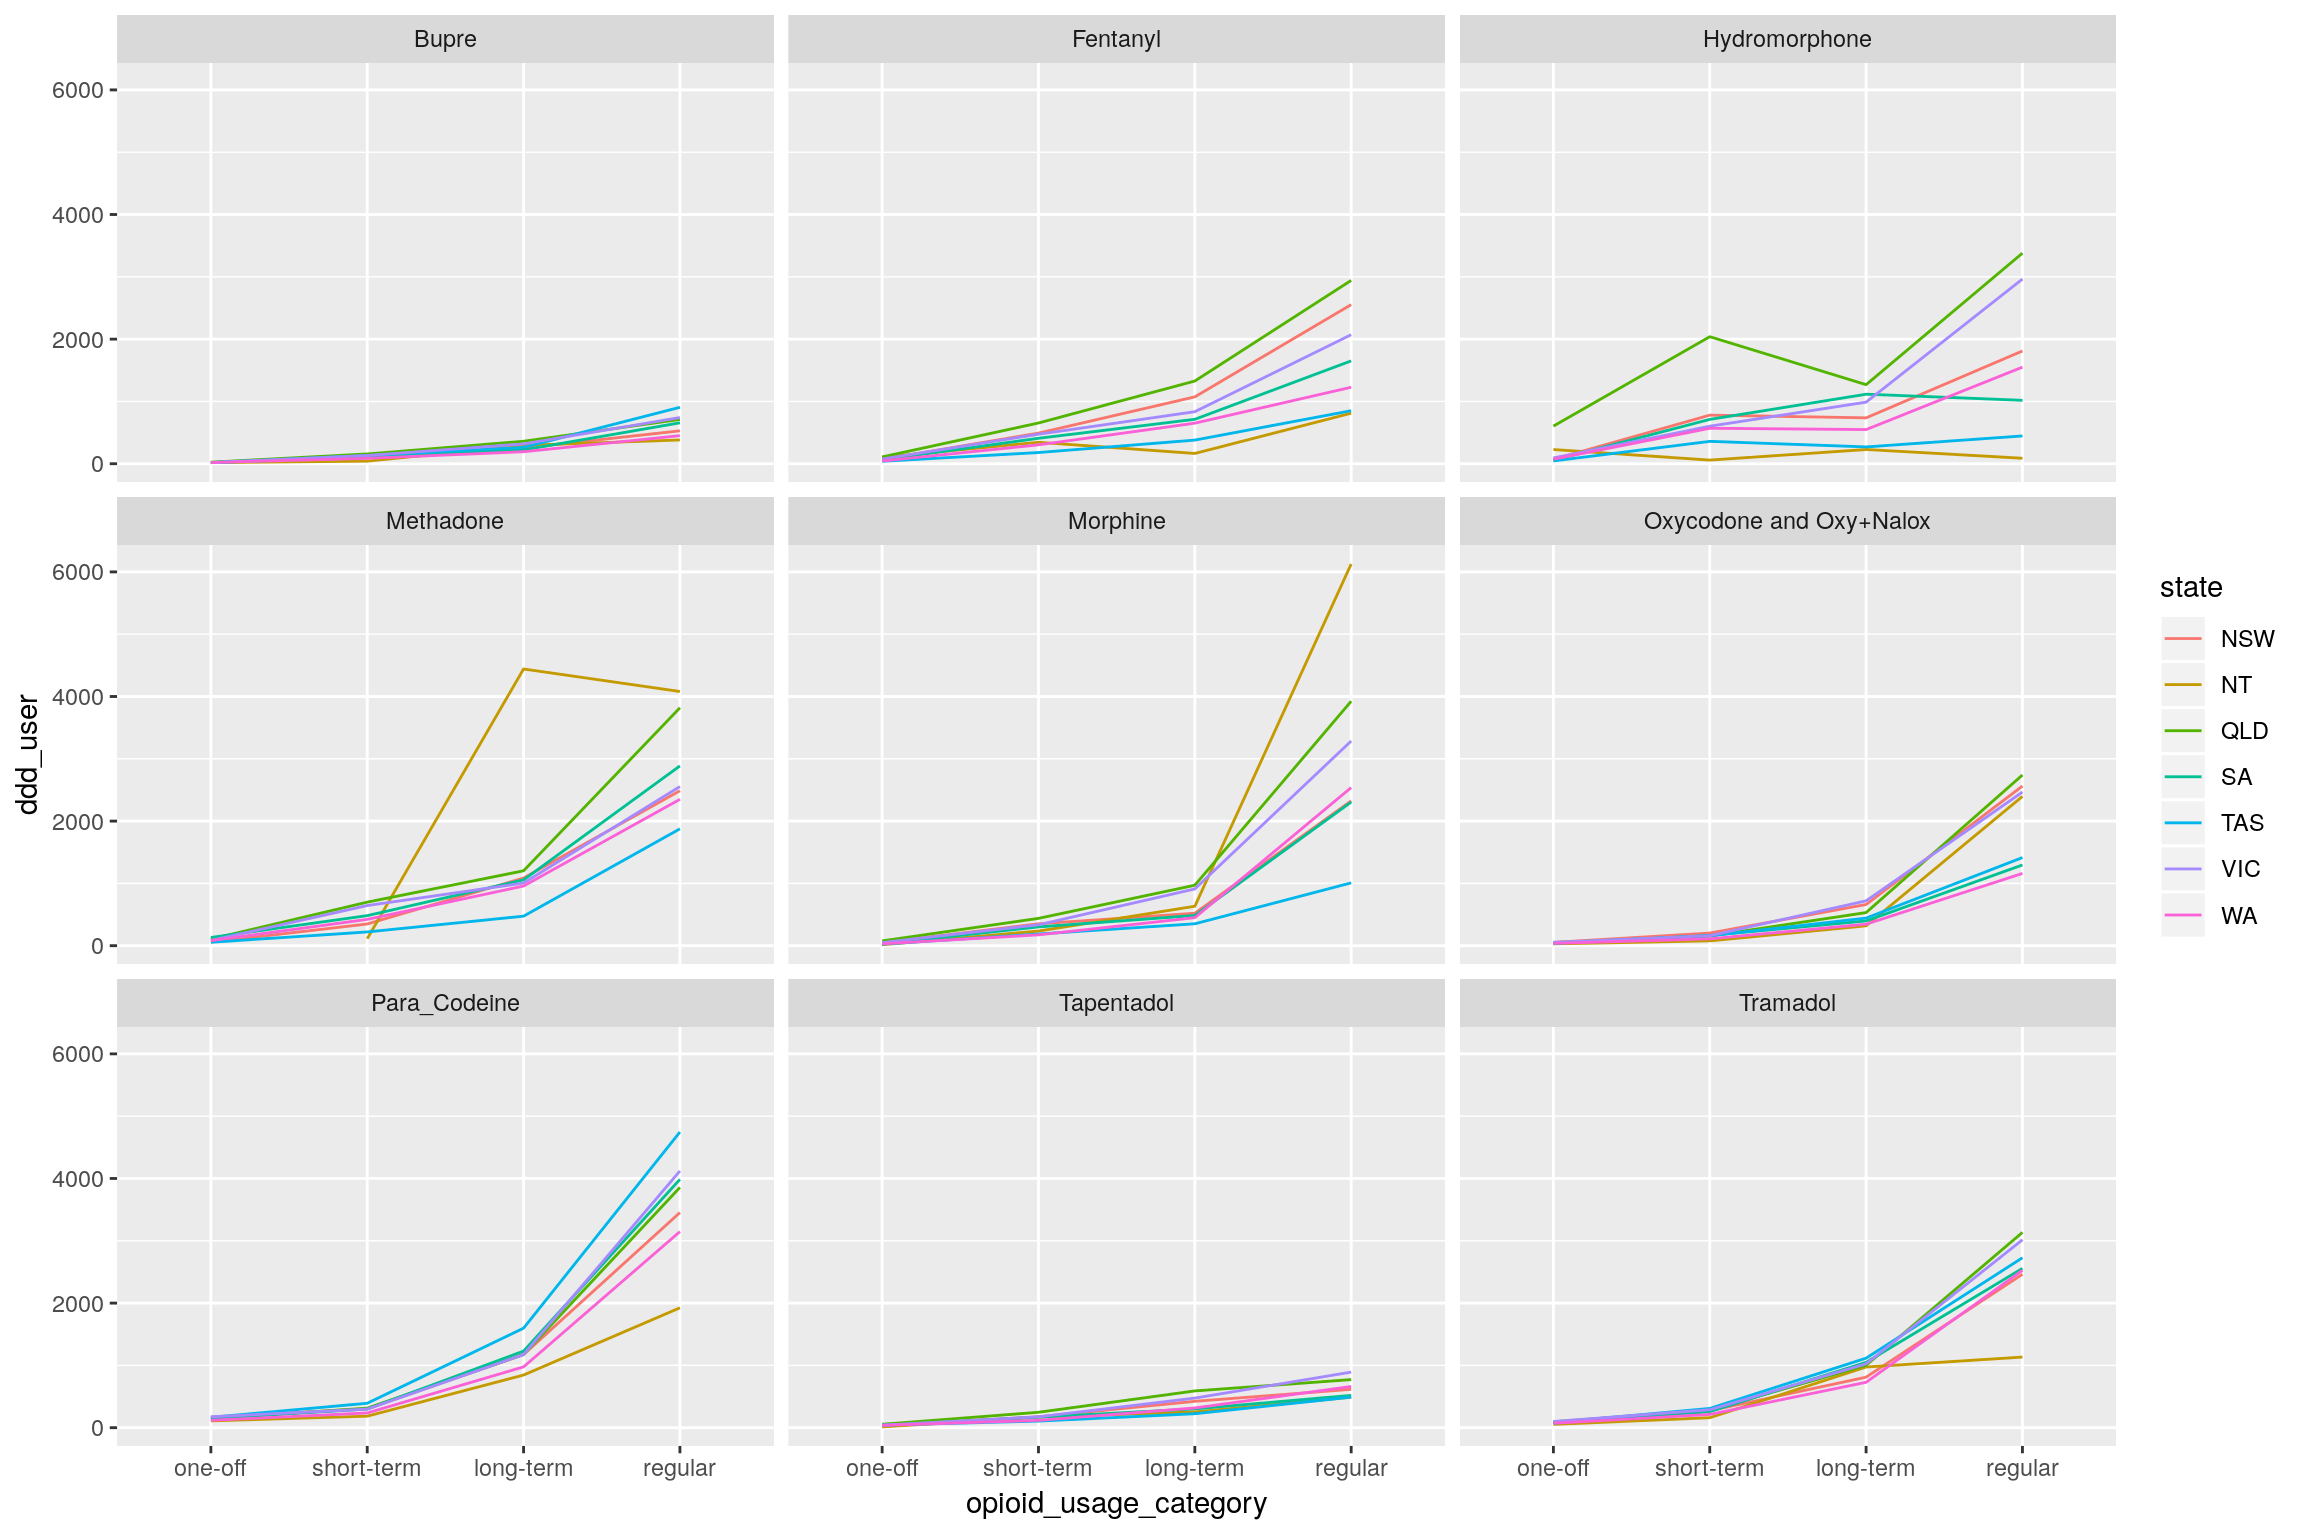 Bupre
Fentanyl
Hydromorphone
6000
4000
2000
0
Methadone
Morphine
Oxycodone and Oxy+Nalox
6000
4000
2000
0
Para_Codeine
Tapentadol
Tramadol
6000
4000
2000
0
one-off short-term long-term regular
one-off short-term long-term regular
one-off short-term long-term regular
opioid_usage_category
ddd_user
state
NSW
NT
QLD
SA
TAS
VIC
WA